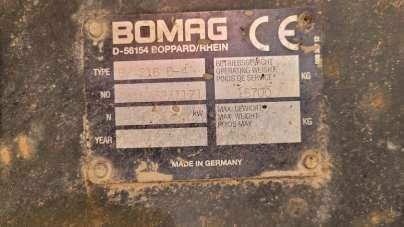 BOMAG CE
D-56154 BOPPARD/RHEIN
TYPE
BETRIEBSGEWICHT
OPERATING WEIGHT
POIDS DE SERVICE
KG
NO
15700
N
KW
MAX. GEWICHT
MAX. WEIGHT
POIDS MAX.
KG
YEAR
MADE IN GERMANY